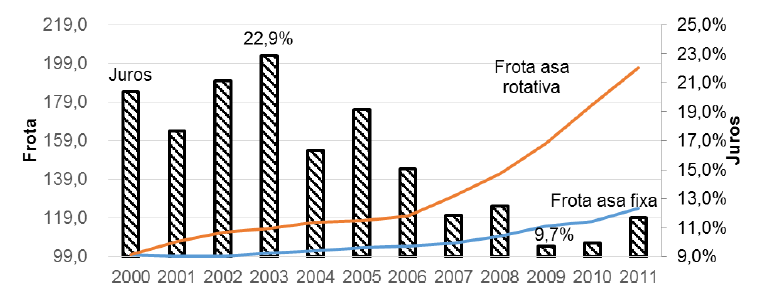 219,0
199,0
179,0
159,0
139,0
119,0
99,0
Frota
Juros
22,9%
Frota asa
rotativa
Frota asa fixa
9,7%
25,0%
23,0%
21,0%
19,0%
17,0%
15,0%
13,0%
11,0%
9,0%
Juros
2000 2001 2002 2003 2004 2005 2006 2007 2008 2009 2010 2011